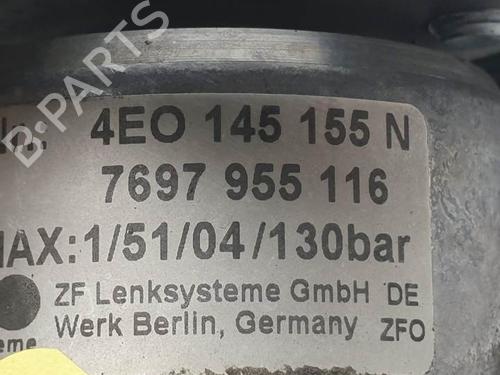 4EO 145 155 N
7697 955 116
MAX: 1/51/04/130bar
ZF Lenksysteme GmbH DE
Werk Berlin, Germany ZFO
B-PARTS